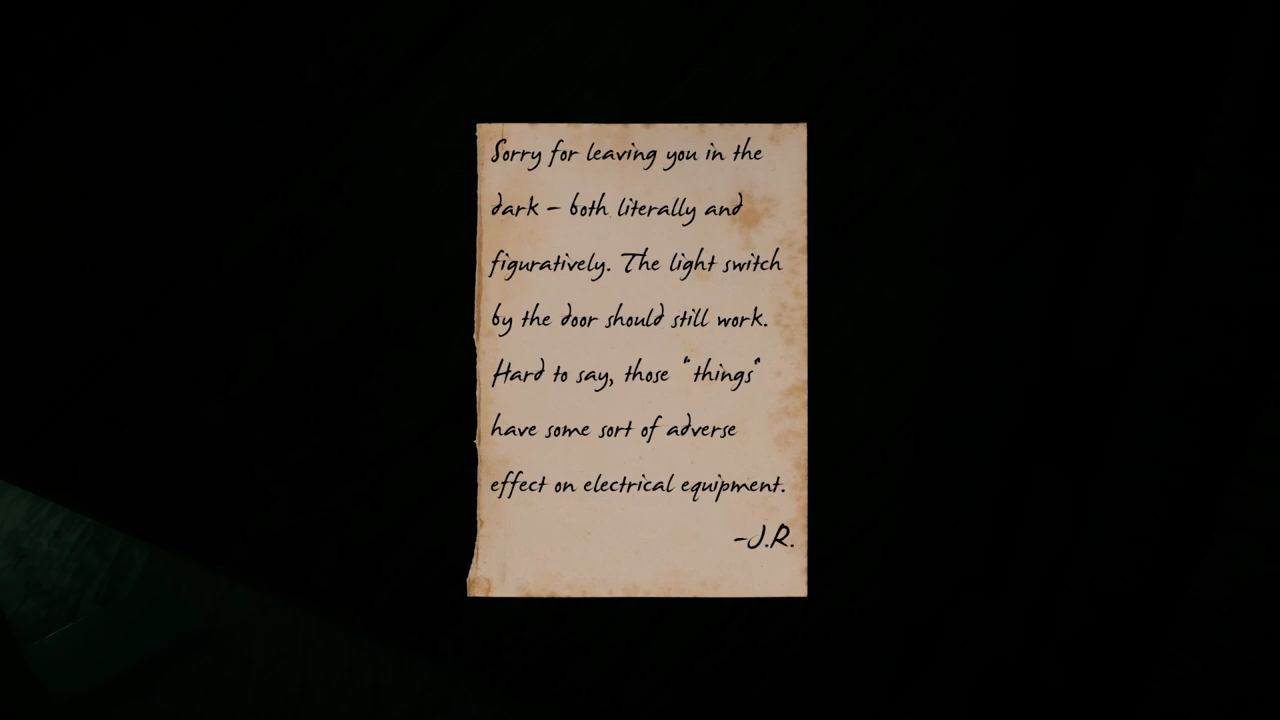 Sorry for leaving you in the
dark - both literally and
figuratively. The light switch
by the door should still work.
Hard to say, those "things"
have some sort of adverse
effect on electrical equipment.
-J.R.